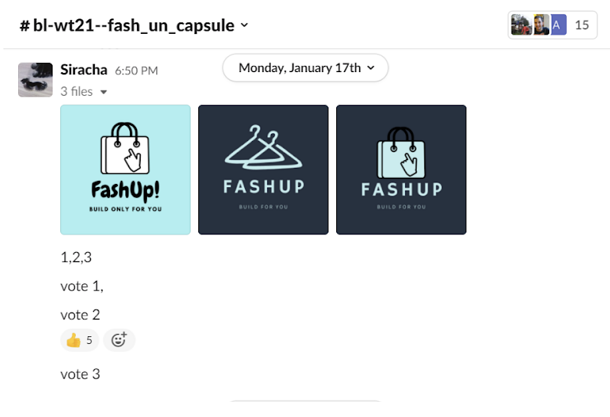 # bl-wt21--fash_un_capsule
A 15
Siracha 6:50 PM
Monday, January 17th
3 files
FashUp!
BUILD ONLY FOR YOU
FASHUP
BUILD FOR YOU
FASHUP
BUILD FOR YOU
1,2,3
vote 1,
vote 2
👍 5
vote 3